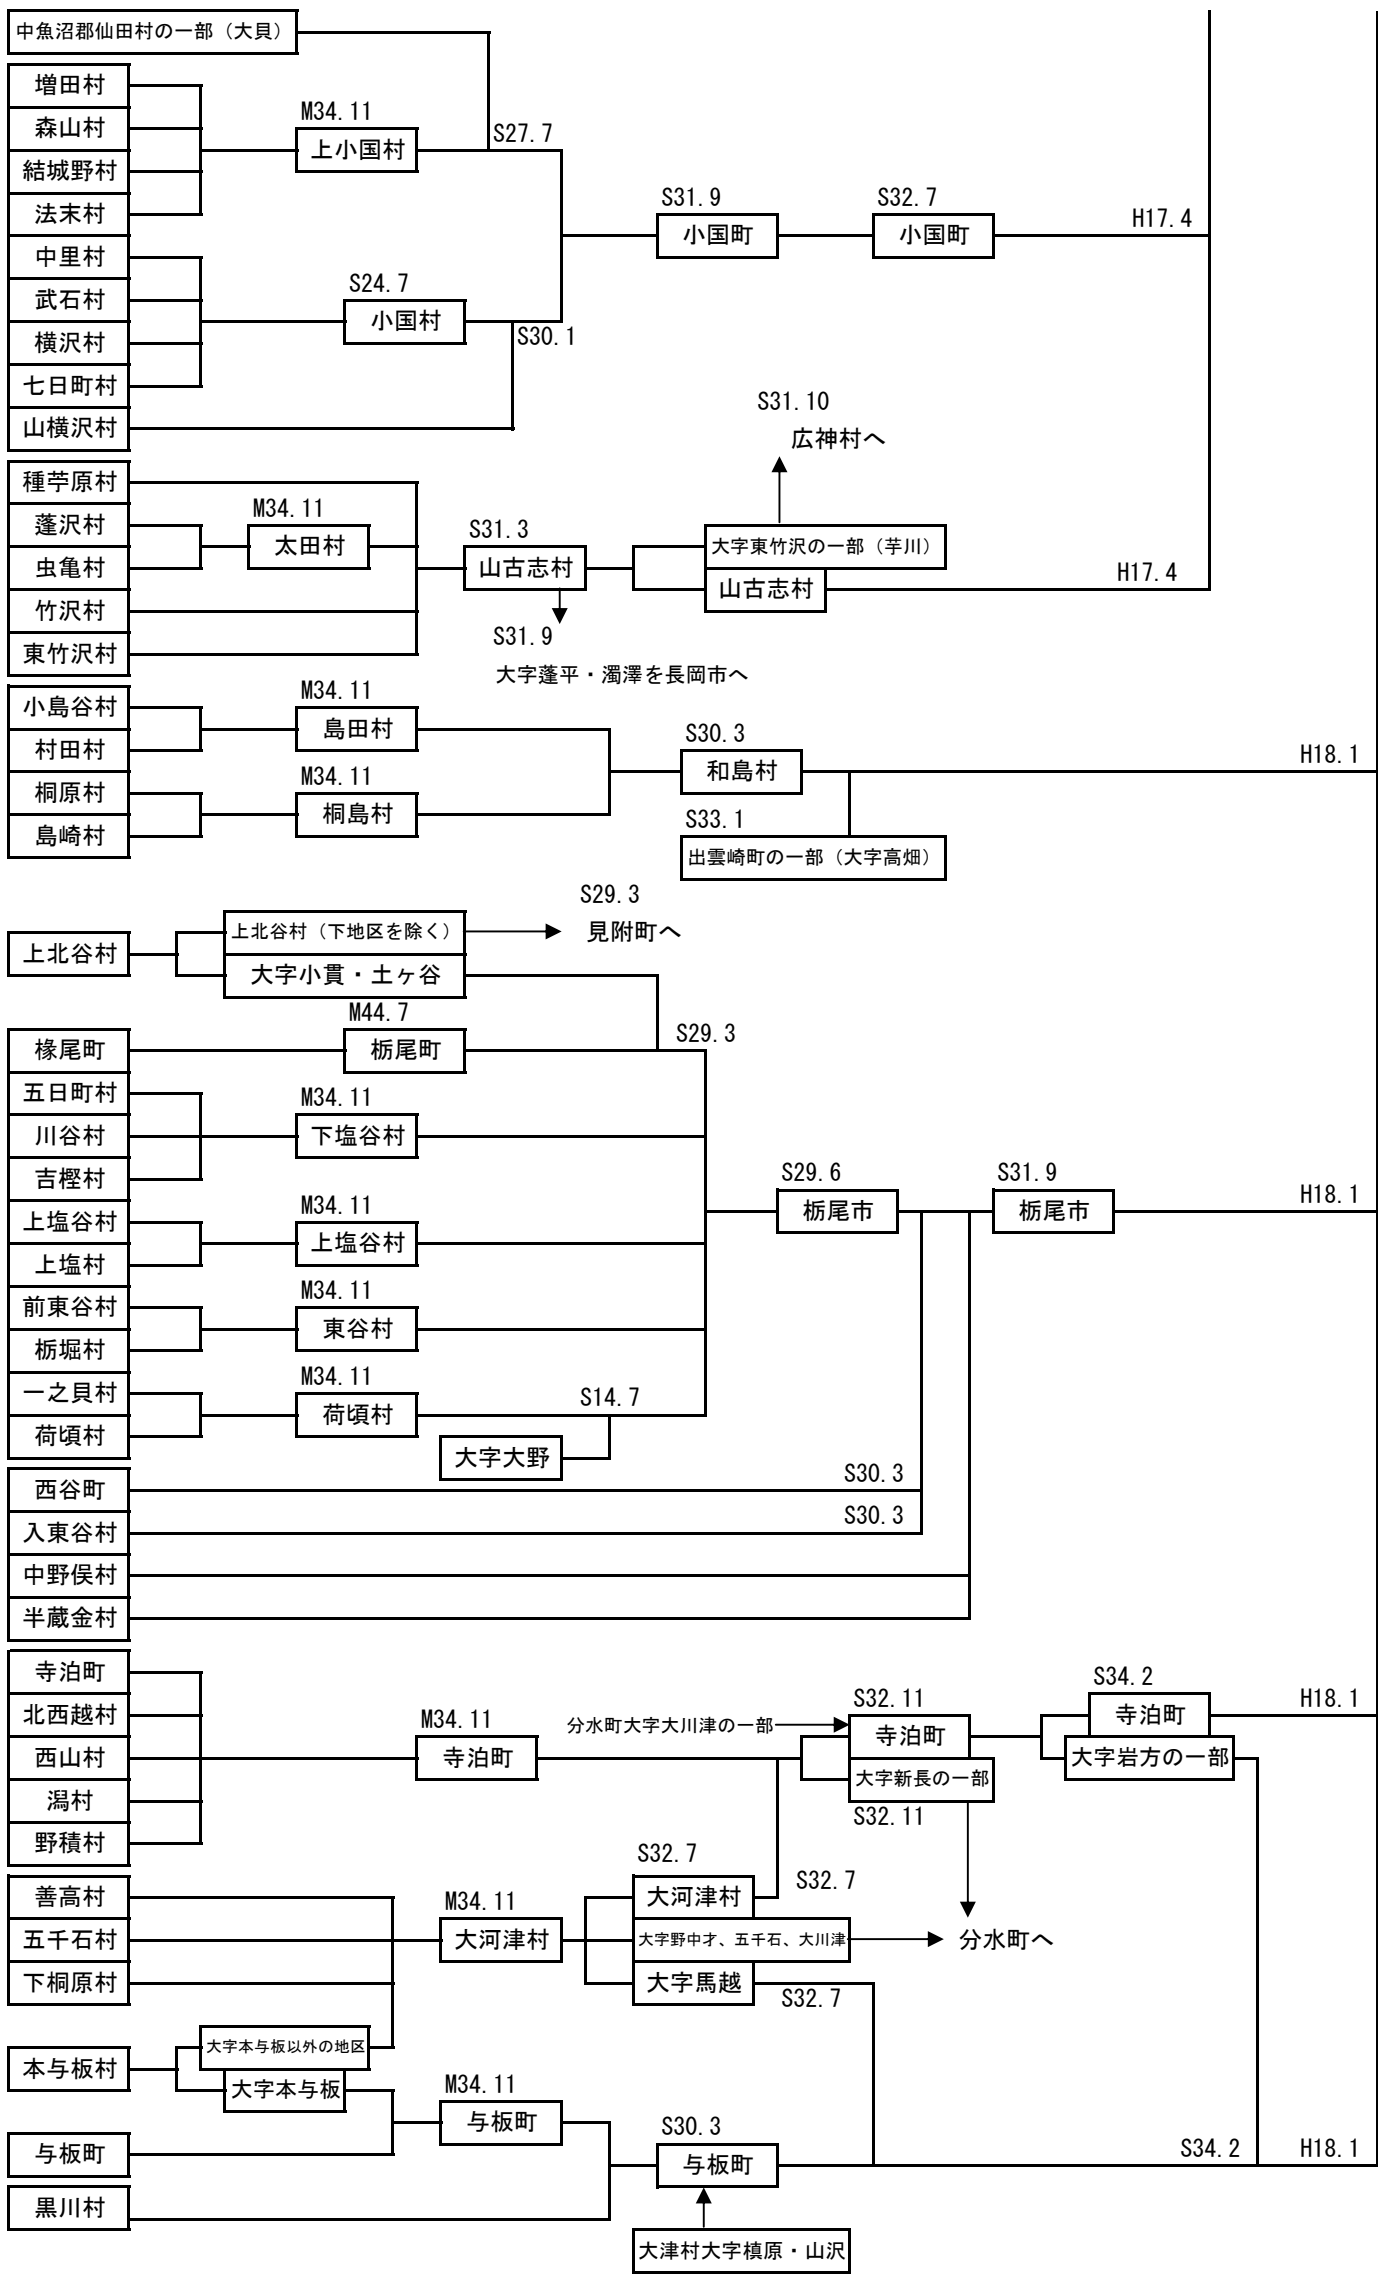 中魚沼郡仙田村の一部（大貝）
増田村
森山村
結城野村
法末村
M34.11
上小国村
S27.7
中里村
武石村
横沢村
七日町村
山横沢村
S24.7
小国村
S30.1
S31.9
小国町
S32.7
小国町
H17.4
種苧原村
蓬沢村
虫亀村
竹沢村
東竹沢村
M34.11
太田村
S31.3
山古志村
S31.9
大字蓬平・濁澤を長岡市へ
S31.10
広神村へ
大字東竹沢の一部（芋川）
山古志村
H17.4
小島谷村
村田村
桐原村
島崎村
M34.11
島田村
M34.11
桐島村
S30.3
和島村
S33.1
出雲崎町の一部（大字高畑）
H18.1
上北谷村
上北谷村（下地区を除く）
大字小貫・土ヶ谷
S29.3
見附町へ
椽尾町
五日町村
川谷村
吉樫村
上塩谷村
上塩村
前東谷村
栃堀村
一之貝村
荷頃村
M44.7
栃尾町
S29.3
M34.11
下塩谷村
M34.11
上塩谷村
M34.11
東谷村
M34.11
荷頃村
S14.7
大字大野
S29.6
栃尾市
S31.9
栃尾市
H18.1
西谷町
入東谷村
中野俣村
半蔵金村
S30.3
S30.3
寺泊町
北西越村
西山村
潟村
野積村
M34.11
寺泊町
分水町大字大川津の一部
S32.11
寺泊町
大字新長の一部
S32.11
S34.2
寺泊町
大字岩方の一部
H18.1
善高村
五千石村
下桐原村
M34.11
大河津村
S32.7
大河津村
S32.7
大字野中才、五千石、大川津
分水町へ
大字馬越
S32.7
本与板村
大字本与板以外の地区
大字本与板
与板町
黒川村
M34.11
与板町
S30.3
与板町
大津村大字槙原・山沢
S34.2
H18.1